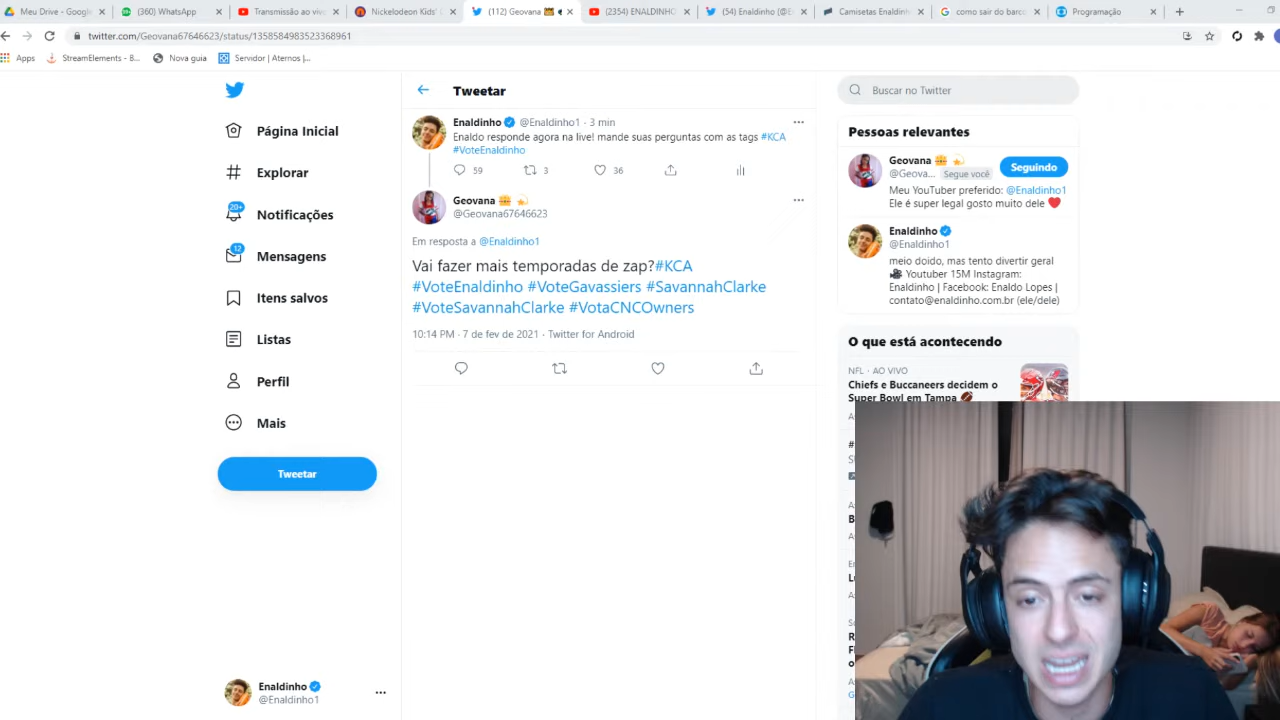 Meu Drive - Google
(360) WhatsApp
Transmissão ao viv
Nickelodeon Kids'
(112) Geovana
(2354) ENALDINHO
(54) Enaldinho (@E
Camisetas Enaldinh
como sair do barc
Programação
twitter.com/Geovana67646623/status/1358584983523368961
Apps
StreamElements - B...
Nova guia
Servidor | Aternos |...
Página Inicial
Explorar
20+
Notificações
12
Mensagens
Itens salvos
Listas
Perfil
Mais
Tweetar
Enaldinho
@Enaldinho1
Tweetar
Enaldinho @Enaldinho1 · 3 min
Enaldo responde agora na live! mande suas perguntas com as tags #KCA
#VoteEnaldinho
59 3 36
Geovana
@Geovana67646623
Em resposta a @Enaldinho1
Vai fazer mais temporadas de zap?#KCA
#VoteEnaldinho #VoteGavassiers #SavannahClarke
#VoteSavannahClarke #VotaCNCOwners
10:14 PM · 7 de fev de 2021 · Twitter for Android
Buscar no Twitter
Pessoas relevantes
Geovana
@Geova... Segue você
Seguindo
Meu YouTuber preferido: @Enaldinho1
Ele é super legal gosto muito dele ❤️
Enaldinho
@Enaldinho1
meio doido, mas tento divertir geral
🎥 Youtuber 15M Instagram:
Enaldinho | Facebook: Enaldo Lopes |
contato@enaldinho.com.br (ele/dele)
O que está acontecendo
NFL · AO VIVO
Chiefs e Buccaneers decidem o
Super Bowl em Tampa 🏈